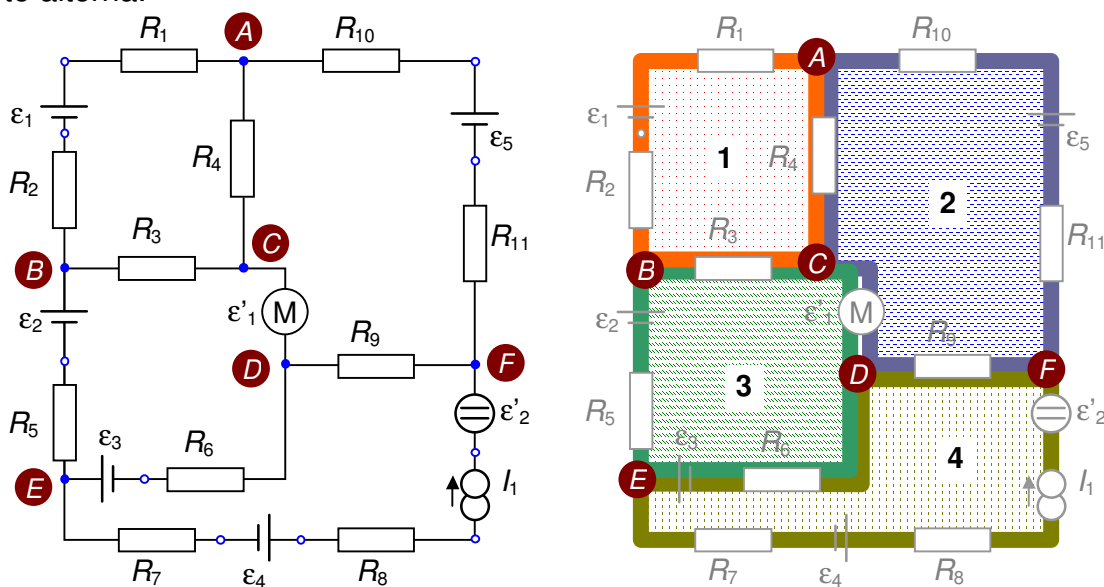 R1 A R10
ε1 ε5
R2 R4
R3 C R11
B
ε2 ε'1 M
R9
D F
R5 ε'2
ε3 R6
E I1
R7 ε4 R8
R1 A R10
ε1 ε5
R2 1 R4 2
R3 R11
B C
ε2 ε'1 M
R9
D F
R5 3 ε'2
ε3 R6
E 4 I1
R7 ε4 R8